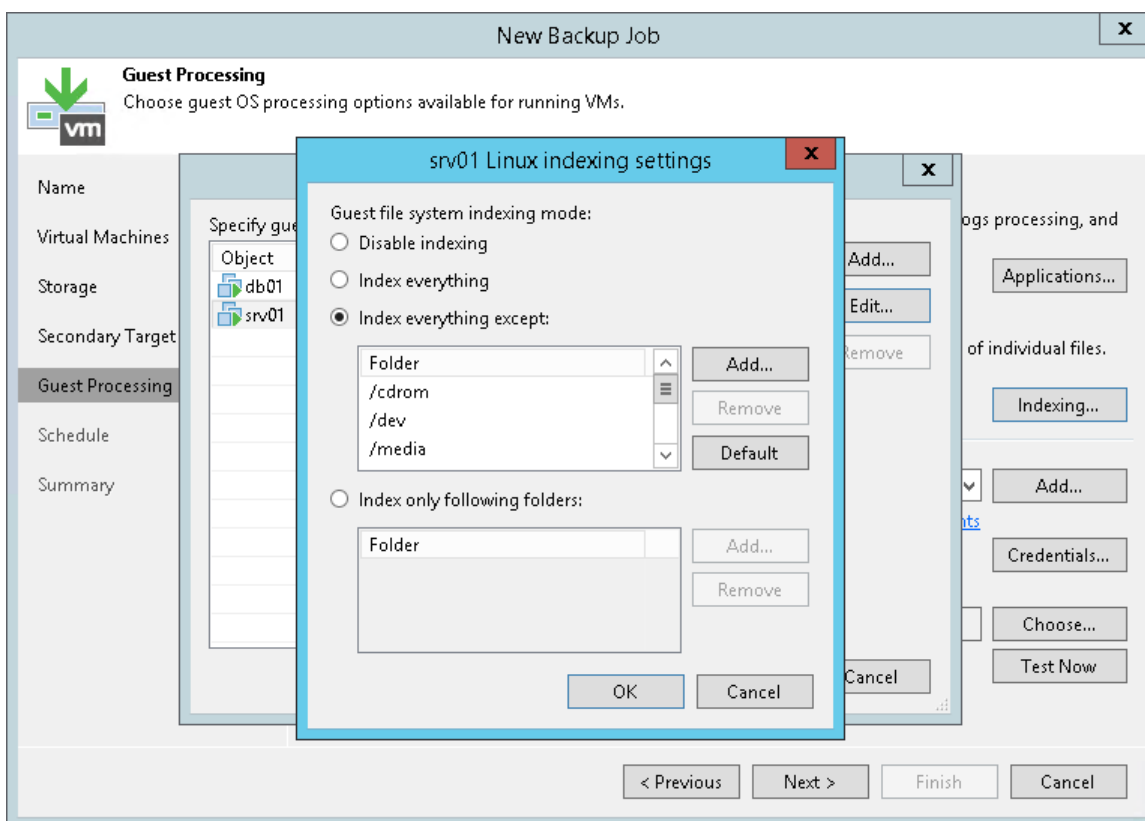 New Backup Job
x
Guest Processing
Choose guest OS processing options available for running VMs.
vm
Name
Virtual Machines
Storage
Secondary Target
Guest Processing
Schedule
Summary
x
Specify gue
Object
db01
srv01
Add...
Edit...
Remove
Cancel
srv01 Linux indexing settings
x
Guest file system indexing mode:
Disable indexing
Index everything
Index everything except:
Folder
/cdrom
/dev
/media
Add...
Remove
Default
Index only following folders:
Folder
Add...
Remove
OK
Cancel
ogs processing, and
Applications...
of individual files.
Indexing...
Add...
nts
Credentials...
Choose...
Test Now
< Previous
Next >
Finish
Cancel